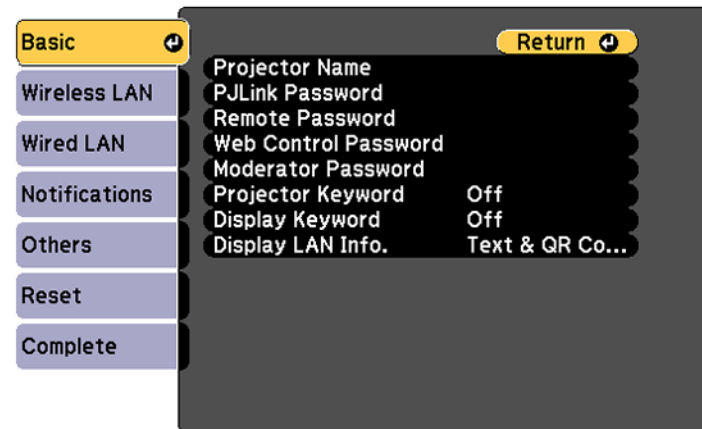 Basic
Wireless LAN
Wired LAN
Notifications
Others
Reset
Complete
Return
Projector Name
PJLink Password
Remote Password
Web Control Password
Moderator Password
Projector Keyword Off
Display Keyword Off
Display LAN Info. Text & QR Co...